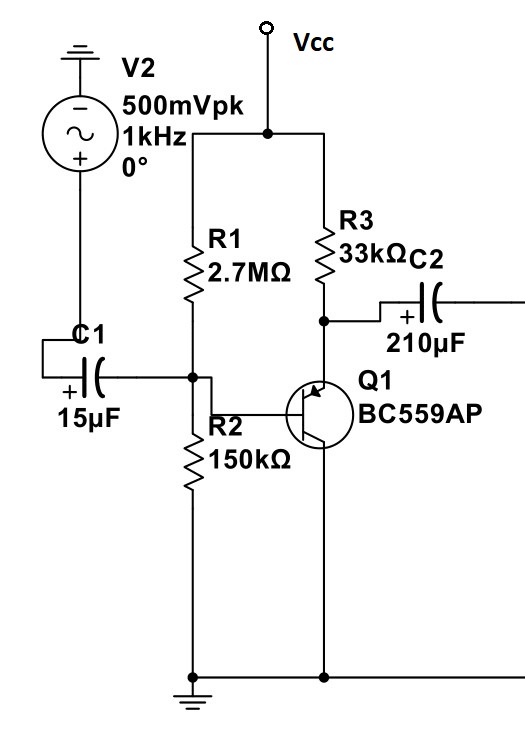 Vcc
V2
500mVpk
1kHz
0°
R1
2.7MΩ
R3
33kΩ
C2
210µF
C1
15µF
Q1
BC559AP
R2
150kΩ